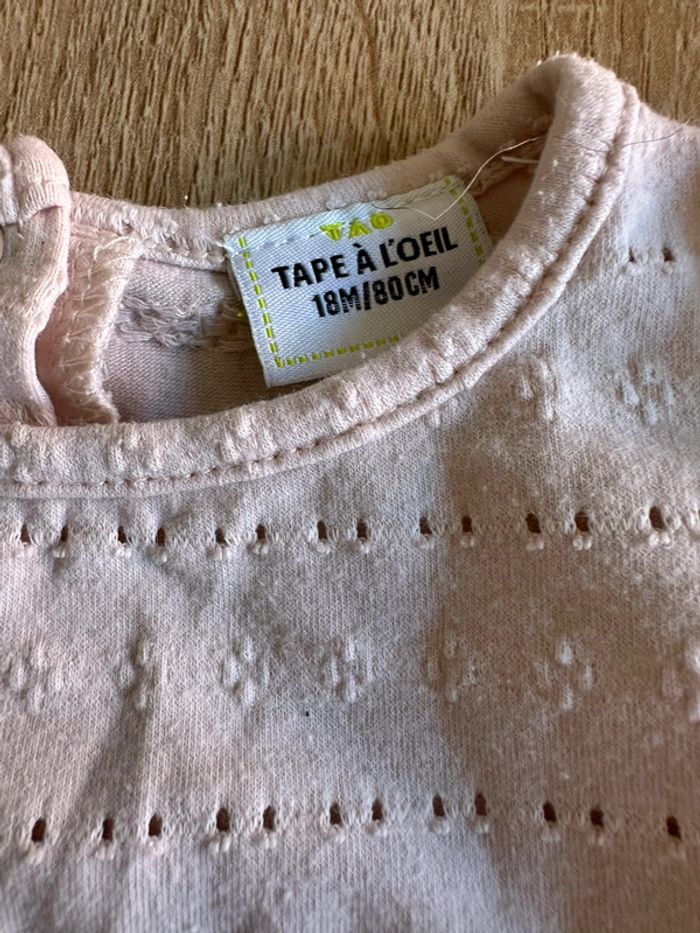 TAO
TAPE À L'OEIL
18M/80CM